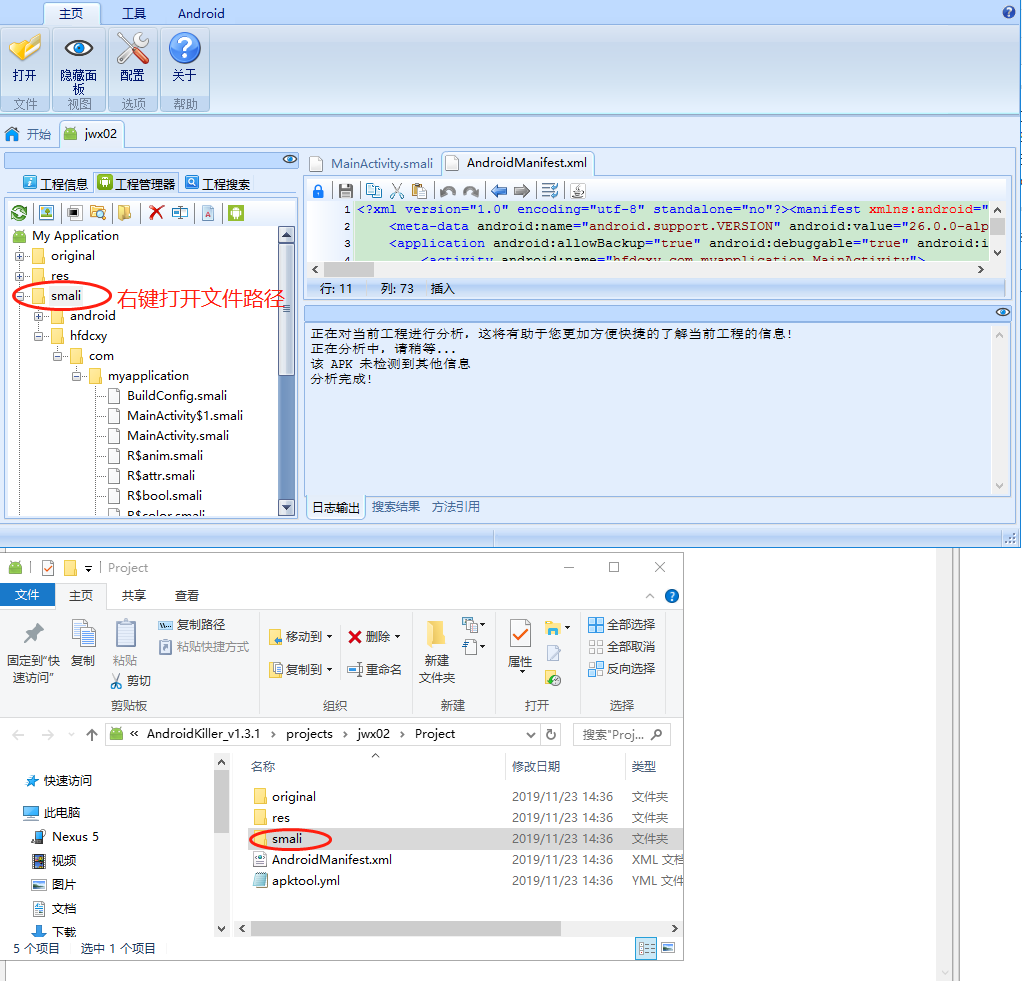 主页 工具 Android
打开 隐藏面板 配置 关于
文件 视图 选项 帮助
开始 jwx02
工程信息 工程管理器 工程搜索
My Application
original
res
smali
右键打开文件路径
android
hfdcxy
com
myapplication
BuildConfig.smali
MainActivity$1.smali
MainActivity.smali
R$anim.smali
R$attr.smali
R$bool.smali
R$color.smali
MainActivity.smali AndroidManifest.xml
1 <?xml version="1.0" encoding="utf-8" standalone="no"?><manifest xmlns:android="
2 <meta-data android:name="android.support.VERSION" android:value="26.0.0-alp
3 <application android:allowBackup="true" android:debuggable="true" android:i
4 <activity android:name="hfdcxy.com.myapplication.MainActivity">
行: 11 列: 73 插入
正在对当前工程进行分析，这将有助于您更加方便快捷的了解当前工程的信息!
正在分析中，请稍等...
该 APK 未检测到其他信息
分析完成!
日志输出 搜索结果 方法引用
Project
文件 主页 共享 查看
固定到"快速访问"
复制
粘贴
复制路径
粘贴快捷方式
剪切
剪贴板
移动到 删除
复制到 重命名
组织
新建文件夹
新建
属性
打开
全部选择
全部取消
反向选择
选择
« AndroidKiller_v1.3.1 › projects › jwx02 › Project
搜索"Proj...
快速访问
此电脑
Nexus 5
视频
图片
文档
下载
名称 修改日期 类型
original 2019/11/23 14:36 文件夹
res 2019/11/23 14:36 文件夹
smali 2019/11/23 14:36 文件夹
AndroidManifest.xml 2019/11/23 14:36 XML 文档
apktool.yml 2019/11/23 14:36 YML 文件
5 个项目 选中 1 个项目